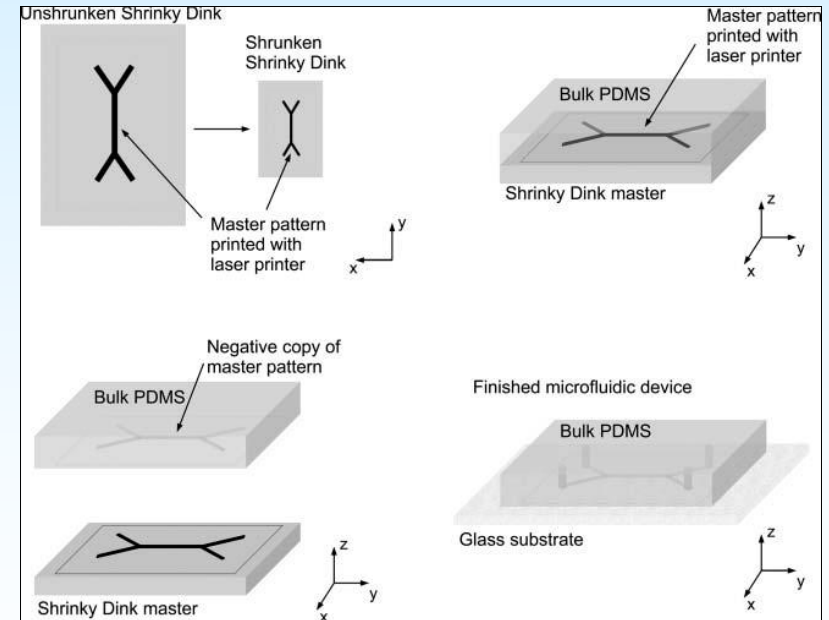 Unshrunken Shrinky Dink
Shrunken
Shrinky Dink
Master pattern
printed with
laser printer
y
x
Master pattern
printed with
laser printer
Bulk PDMS
Shrinky Dink master
z
y
x
Negative copy of
master pattern
Bulk PDMS
Shrinky Dink master
z
y
x
Finished microfluidic device
Bulk PDMS
Glass substrate
z
y
x